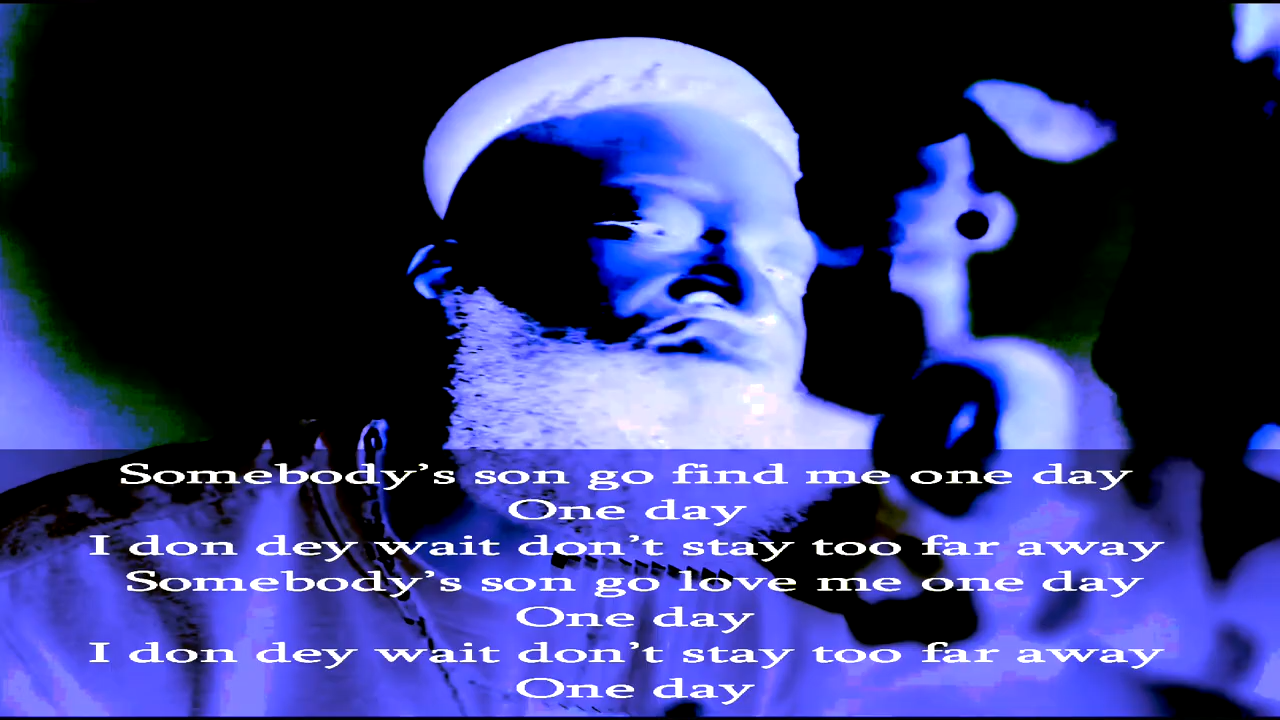 Somebody’s son go find me one day
One day
I don dey wait don’t stay too far away
Somebody’s son go love me one day
One day
I don dey wait don’t stay too far away
One day